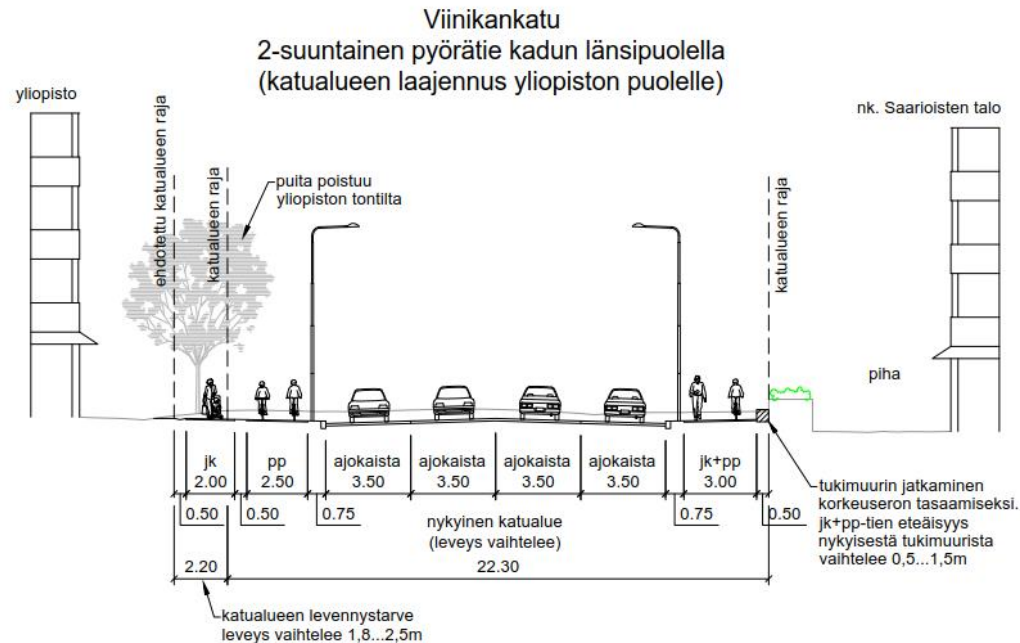 Viinikankatu
2-suuntainen pyörätie kadun länsipuolella
(katualueen laajennus yliopiston puolelle)
yliopisto
nk. Saarioisten talo
ehdotettu katualueen raja
katualueen raja
puita poistuu
yliopiston tontilta
katualueen raja
piha
jk
2.00
pp
2.50
ajokaista
3.50
ajokaista
3.50
ajokaista
3.50
ajokaista
3.50
jk+pp
3.00
0.50
0.50
0.75
0.75
0.50
nykyinen katualue
(leveys vaihtelee)
2.20
22.30
tukimuurin jatkaminen
korkeuseron tasaamiseksi.
jk+pp-tien eteäisyys
nykyisestä tukimuurista
vaihtelee 0,5...1,5m
katualueen levennystarve
leveys vaihtelee 1,8...2,5m